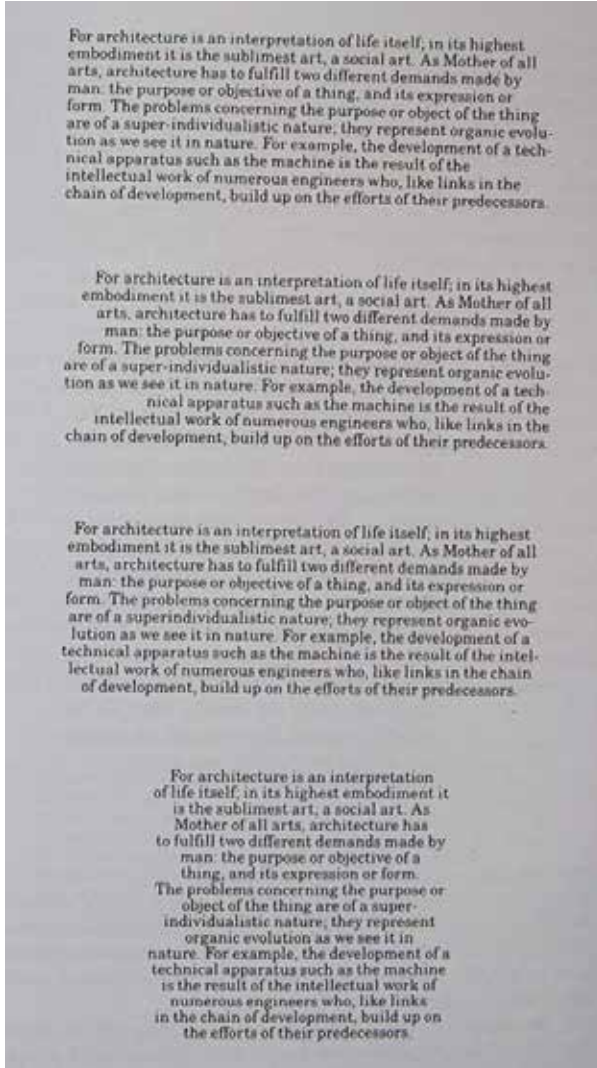 For architecture is an interpretation of life itself; in its highest
embodiment it is the sublimest art, a social art. As Mother of all
arts, architecture has to fulfill two different demands made by
man: the purpose or objective of a thing, and its expression or
form. The problems concerning the purpose or object of the thing
are of a super-individualistic nature; they represent organic evolu-
tion as we see it in nature. For example, the development of a tech-
nical apparatus such as the machine is the result of the
intellectual work of numerous engineers who, like links in the
chain of development, build up on the efforts of their predecessors.
For architecture is an interpretation of life itself; in its highest
embodiment it is the sublimest art, a social art. As Mother of all
arts, architecture has to fulfill two different demands made by
man: the purpose or objective of a thing, and its expression or
form. The problems concerning the purpose or object of the thing
are of a super-individualistic nature; they represent organic evolu-
tion as we see it in nature. For example, the development of a tech-
nical apparatus such as the machine is the result of the
intellectual work of numerous engineers who, like links in the
chain of development, build up on the efforts of their predecessors.
For architecture is an interpretation of life itself; in its highest
embodiment it is the sublimest art, a social art. As Mother of all
arts, architecture has to fulfill two different demands made by
man: the purpose or objective of a thing, and its expression or
form. The problems concerning the purpose or object of the thing
are of a superindividualistic nature; they represent organic evo-
lution as we see it in nature. For example, the development of a
technical apparatus such as the machine is the result of the intel-
lectual work of numerous engineers who, like links in the chain
of development, build up on the efforts of their predecessors.
For architecture is an interpretation
of life itself; in its highest embodiment it
is the sublimest art, a social art. As
Mother of all arts, architecture has
to fulfill two different demands made by
man: the purpose or objective of a
thing, and its expression or form.
The problems concerning the purpose or
object of the thing are of a super-
individualistic nature; they represent
organic evolution as we see it in
nature. For example, the development of a
technical apparatus such as the machine
is the result of the intellectual work of
numerous engineers who, like links
in the chain of development, build up on
the efforts of their predecessors.